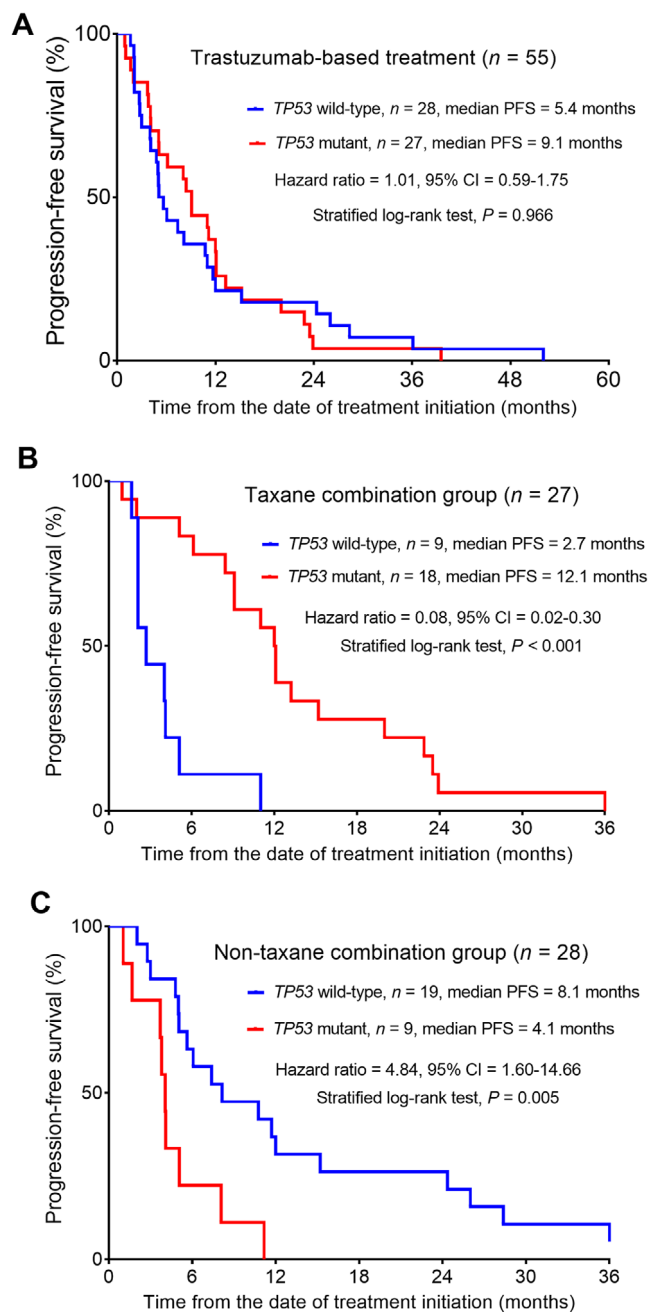 A
Progression-free survival (%)
100
50
0
Trastuzumab-based treatment (n = 55)
TP53 wild-type, n = 28, median PFS = 5.4 months
TP53 mutant, n = 27, median PFS = 9.1 months
Hazard ratio = 1.01, 95% CI = 0.59-1.75
Stratified log-rank test, P = 0.966
0 12 24 36 48 60
Time from the date of treatment initiation (months)
B
Progression-free survival (%)
100
50
0
Taxane combination group (n = 27)
TP53 wild-type, n = 9, median PFS = 2.7 months
TP53 mutant, n = 18, median PFS = 12.1 months
Hazard ratio = 0.08, 95% CI = 0.02-0.30
Stratified log-rank test, P < 0.001
0 6 12 18 24 30 36
Time from the date of treatment initiation (months)
C
Progression-free survival (%)
100
50
0
Non-taxane combination group (n = 28)
TP53 wild-type, n = 19, median PFS = 8.1 months
TP53 mutant, n = 9, median PFS = 4.1 months
Hazard ratio = 4.84, 95% CI = 1.60-14.66
Stratified log-rank test, P = 0.005
0 6 12 18 24 30 36
Time from the date of treatment initiation (months)